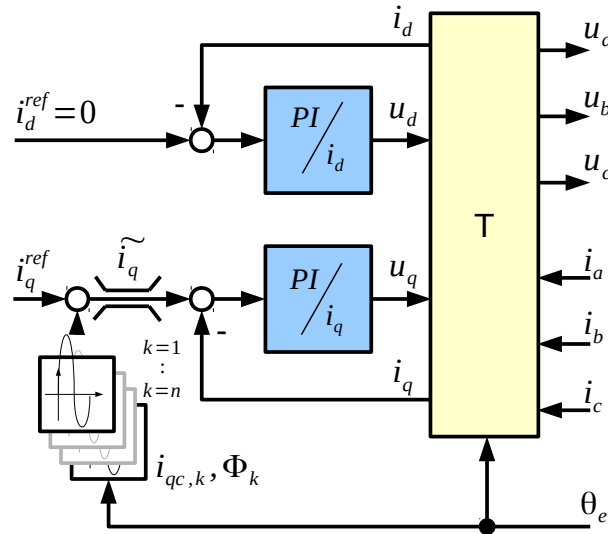 i_d
u_a
-
i_d^ref = 0
PI / i_d
u_d
u_b
u_c
T
i_q^ref
ĩ_q
PI / i_q
u_q
i_a
-
i_b
k=1
:
k=n
i_q
i_c
i_qc,k , Φ_k
θ_e